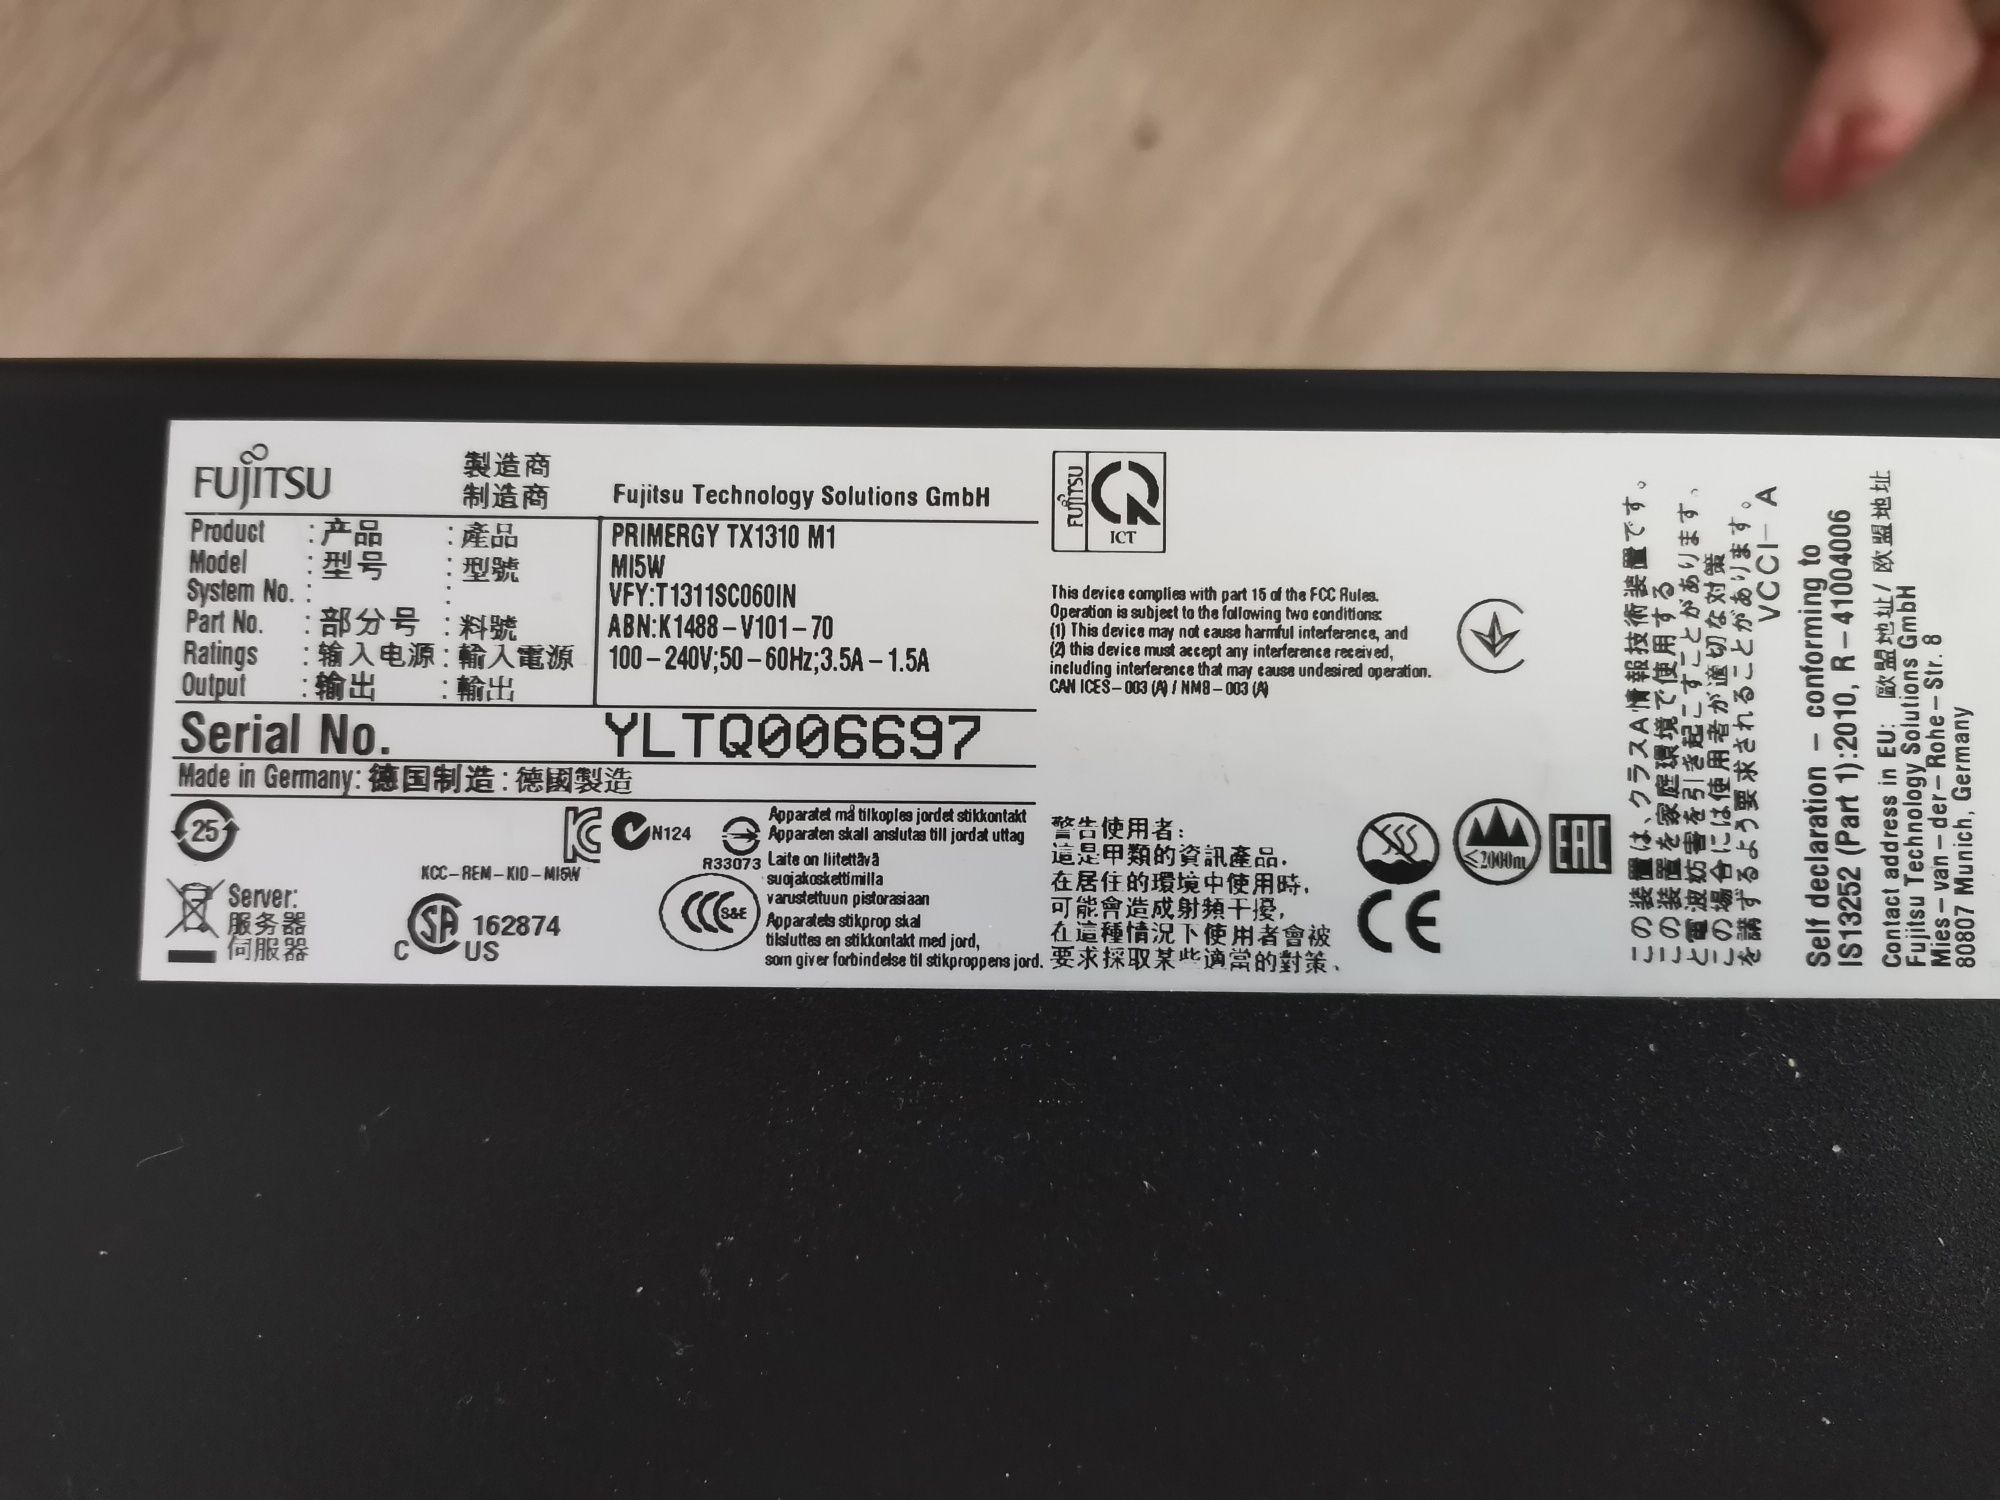 FUJITSU
製造商
制造商
Fujitsu Technology Solutions GmbH
Product :产品 :產品 PRIMERGY TX1310 M1
Model :型号 :型號 MI5W
System No. : : VFY:T1311SC060IN
Part No. :部分号 :料號 ABN:K1488-V101-70
Ratings :输入电源 :輸入電源 100-240V;50-60Hz;3.5A-1.5A
Output :输出 :輸出
Serial No. YLTQ006697
Made in Germany: 德国制造 : 德國製造
25
KCC-REM-KID-MI5W
N124
R33073
Server:
服务器
伺服器
C SA US 162874
S&E
Apparatet må tilkoples jordet stikkontakt
Apparaten skall anslutas till jordat uttag
Laite on liitettävä
suojakoskettimilla
varustettuun pistorasiaan
Apparatets stikprop skal
tilsluttes en stikkontakt med jord,
som giver forbindelse til stikproppens jord.
FUJITSU
ICT
This device complies with part 15 of the FCC Rules.
Operation is subject to the following two conditions:
(1) This device may not cause harmful interference, and
(2) this device must accept any interference received,
including interference that may cause undesired operation.
CAN ICES-003 (A) / NMB-003 (A)
警告使用者:
這是甲類的資訊產品,
在居住的環境中使用時,
可能會造成射頻干擾,
在這種情況下使用者會被
要求採取某些適當的對策、
≤2000m
EAC
CE
この装置は、クラスA情報技術装置です。
この装置を家庭環境で使用する
と電波妨害を引き起こすことがあります、
この場合には使用者が適切な対策
を講ずるよう要求されることがあります。
VCCI-A
Self declaration - conforming to
IS13252 (Part 1):2010, R-41004006
Contact address in EU: 歐盟地址/ 欧盟地址
Fujitsu Technology Solutions GmbH
Mies-van-der-Rohe-Str. 8
80807 Munich, Germany